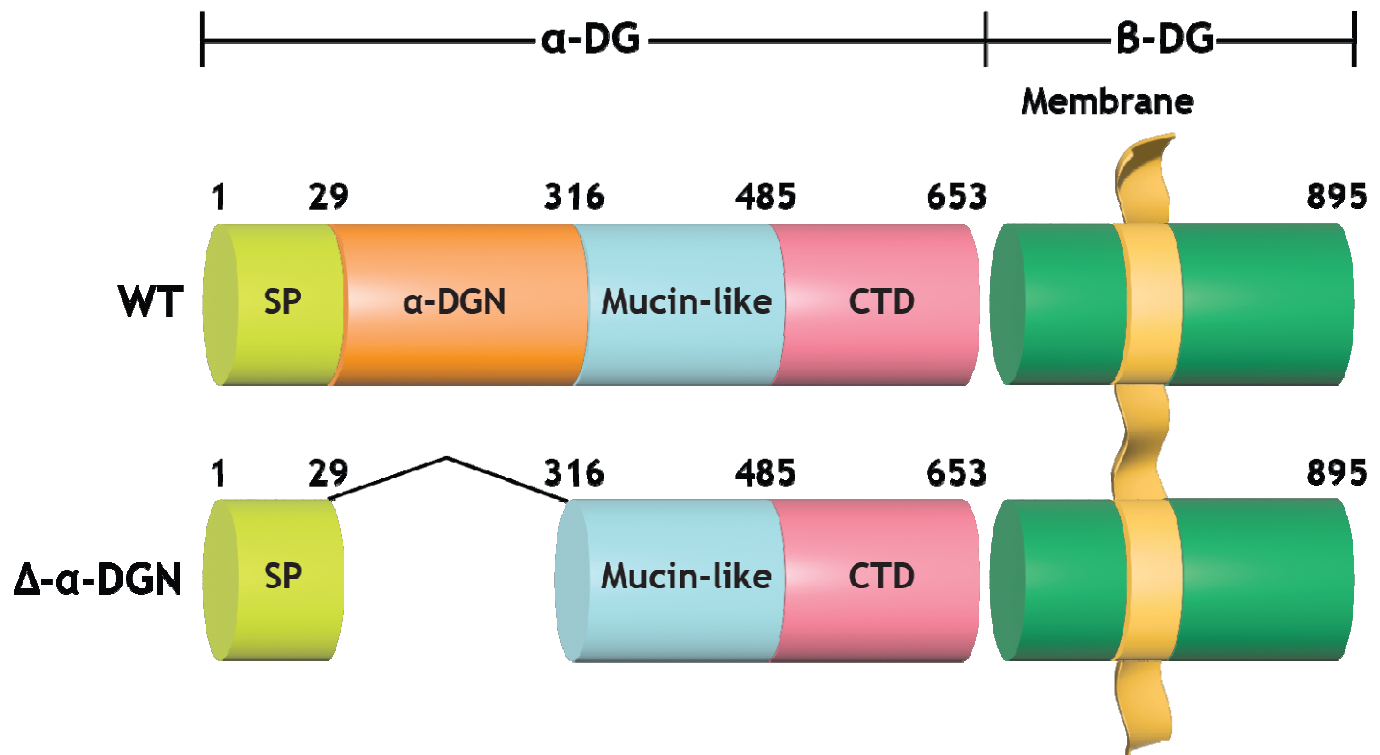 α-DG β-DG
Membrane
1 29 316 485 653 895
WT SP α-DGN Mucin-like CTD
1 29 316 485 653 895
Δ-α-DGN SP Mucin-like CTD